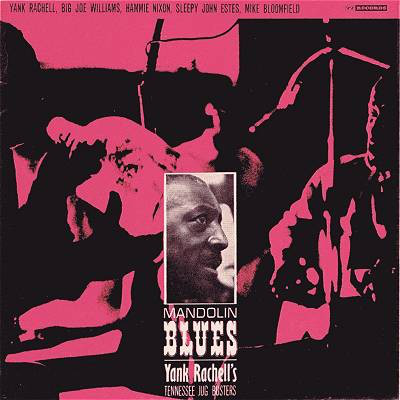 YANK RACHELL, BIG JOE WILLIAMS, HAMMIE NIXON, SLEEPY JOHN ESTES, MIKE BLOOMFIELD
RECORDS
MANDOLIN
BLUES
Yank Rachell's
TENNESSEE JUG BUSTERS